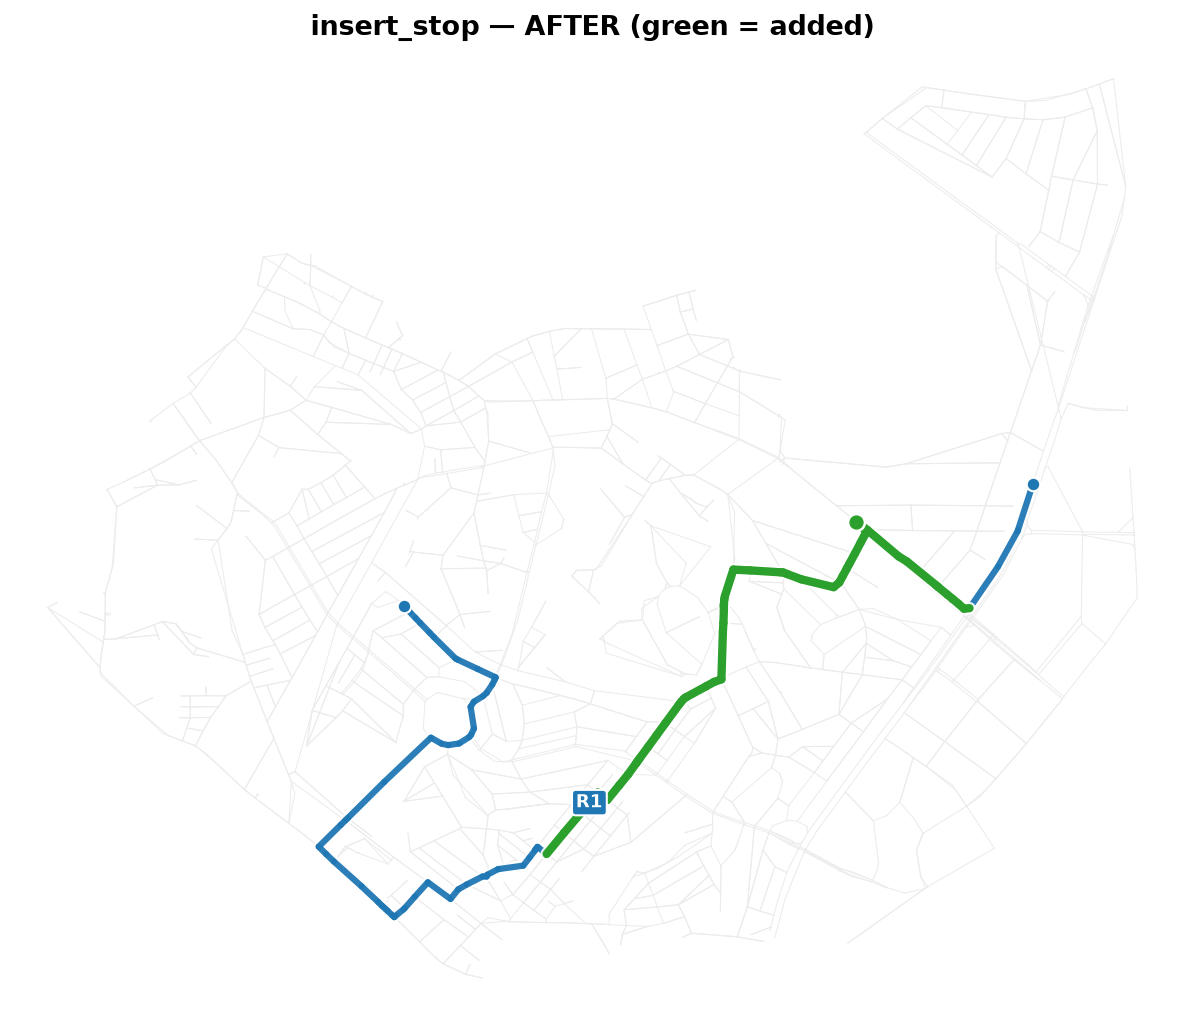 insert_stop — AFTER (green = added)
R1